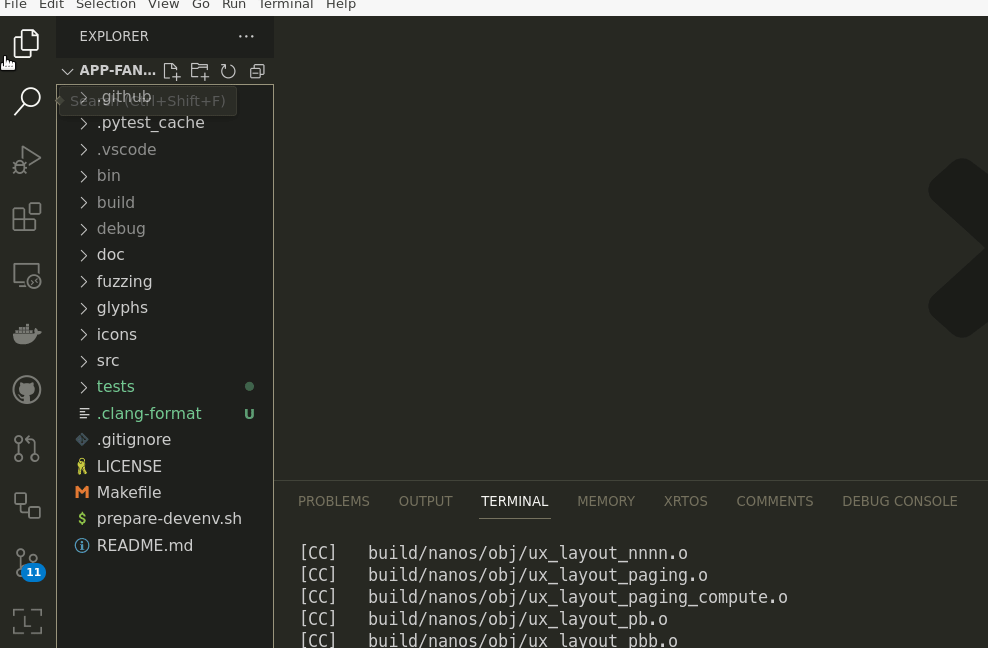 File Edit Selection View Go Run Terminal Help
EXPLORER
APP-FAN...
.github
Search (Ctrl+Shift+F)
.pytest_cache
.vscode
bin
build
debug
doc
fuzzing
glyphs
icons
src
tests
.clang-format U
.gitignore
LICENSE
Makefile
prepare-devenv.sh
README.md
11
PROBLEMS OUTPUT TERMINAL MEMORY XRTOS COMMENTS DEBUG CONSOLE
[CC] build/nanos/obj/ux_layout_nnnn.o
[CC] build/nanos/obj/ux_layout_paging.o
[CC] build/nanos/obj/ux_layout_paging_compute.o
[CC] build/nanos/obj/ux_layout_pb.o
[CC] build/nanos/obj/ux_layout_pbb.o